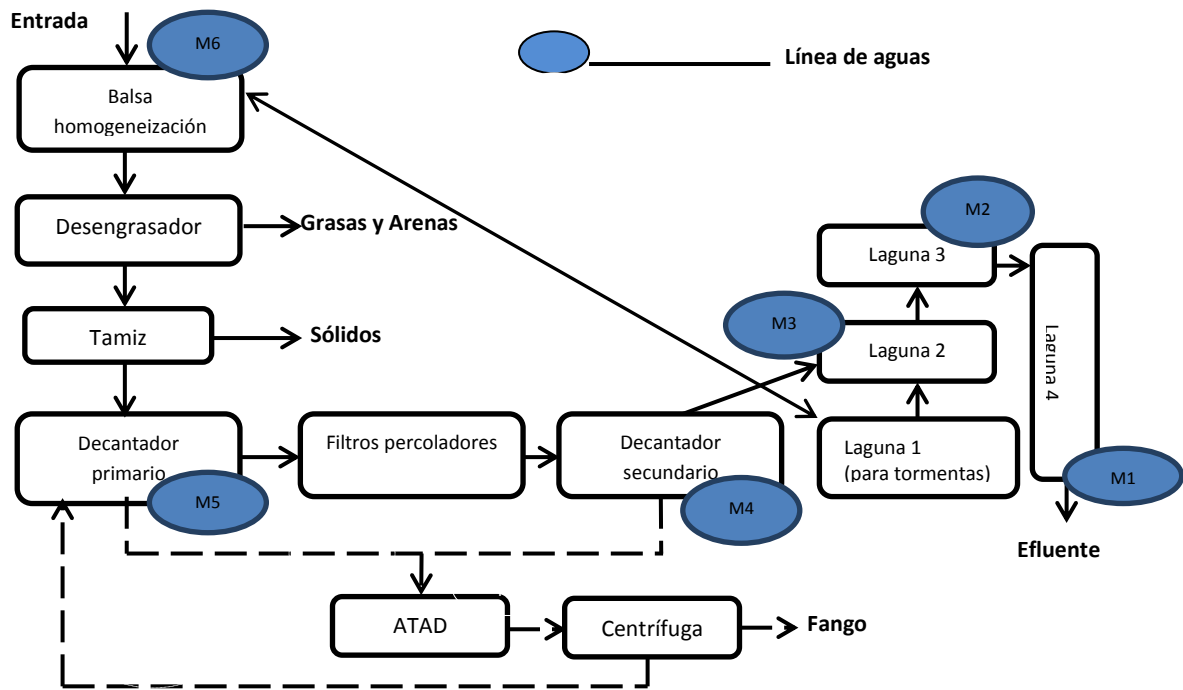 Entrada
M6
Línea de aguas
Balsa
homogeneización
Desengrasador
Grasas y Arenas
M2
Laguna 3
Tamiz
Sólidos
M3
Laguna 2
Laguna 4
Decantador
primario
Filtros percoladores
Decantador
secundario
Laguna 1
(para tormentas)
M5
M4
M1
Efluente
ATAD
Centrífuga
Fango